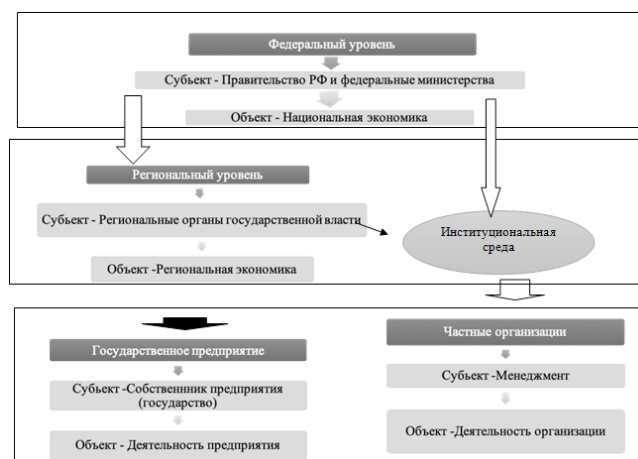 Федеральный уровень
Субъект - Правительство РФ и федеральные министерства
Объект - Национальная экономика
Региональный уровень
Субъект - Региональные органы государственной власти
Объект -Региональная экономика
Институциональная
среда
Государственное предприятие
Субъект -Собственнник предприятия
(государство)
Объект - Деятельность предприятия
Частные организации
Субъект -Менеджмент
Объект -Деятельность организации